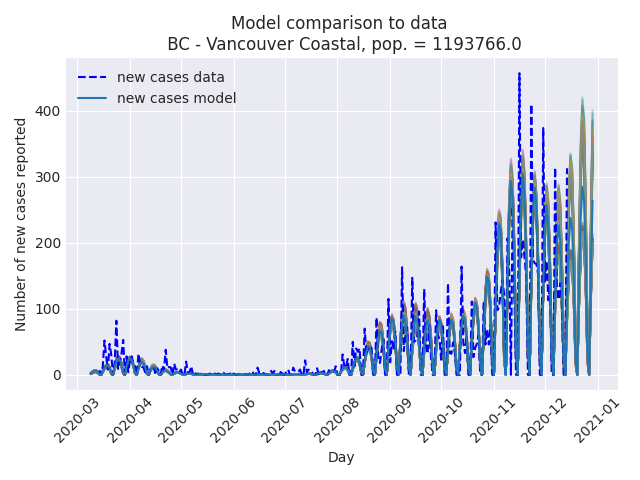 Model comparison to data
BC - Vancouver Coastal, pop. = 1193766.0
new cases data
new cases model
Number of new cases reported
400
300
200
100
0
2020-03
2020-04
2020-05
2020-06
2020-07
2020-08
2020-09
2020-10
2020-11
2020-12
2021-01
Day